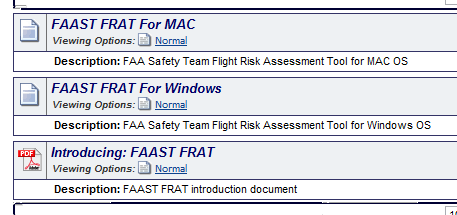 FAAST FRAT For MAC
Viewing Options: Normal
Description: FAA Safety Team Flight Risk Assessment Tool for MAC OS
FAAST FRAT For Windows
Viewing Options: Normal
Description: FAA Safety Team Flight Risk Assessment Tool for Windows OS
PDF
Adobe
Introducing: FAAST FRAT
Viewing Options: Normal
Description: FAAST FRAT introduction document